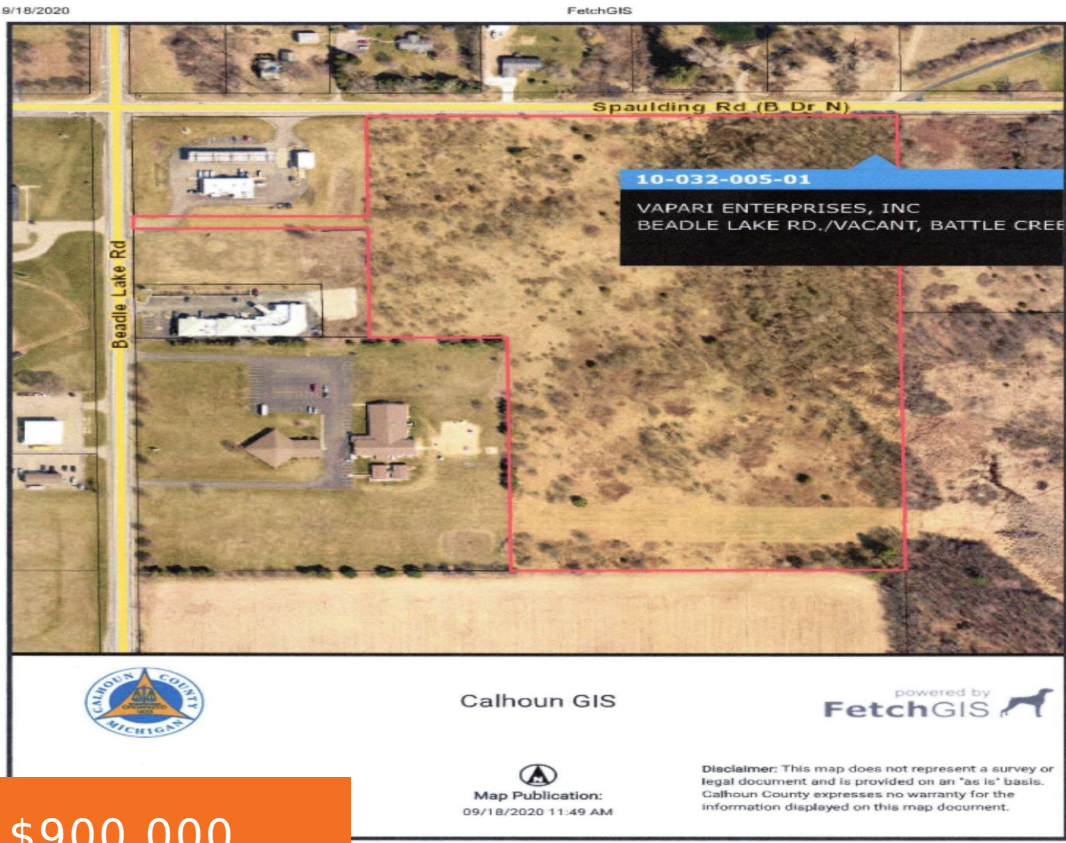 9/18/2020
FetchGIS
Spaulding Rd (B Dr N)
10-032-005-01
VAPARI ENTERPRISES, INC
BEADLE LAKE RD./VACANT, BATTLE CREE
Beadle Lake Rd
CALHOUN COUNTY
MICHIGAN
Calhoun GIS
powered by
FetchGIS
Map Publication:
09/18/2020 11:49 AM
Disclaimer: This map does not represent a survey or
legal document and is provided on an "as is" basis.
Calhoun County expresses no warranty for the
information displayed on this map document.
$900,000